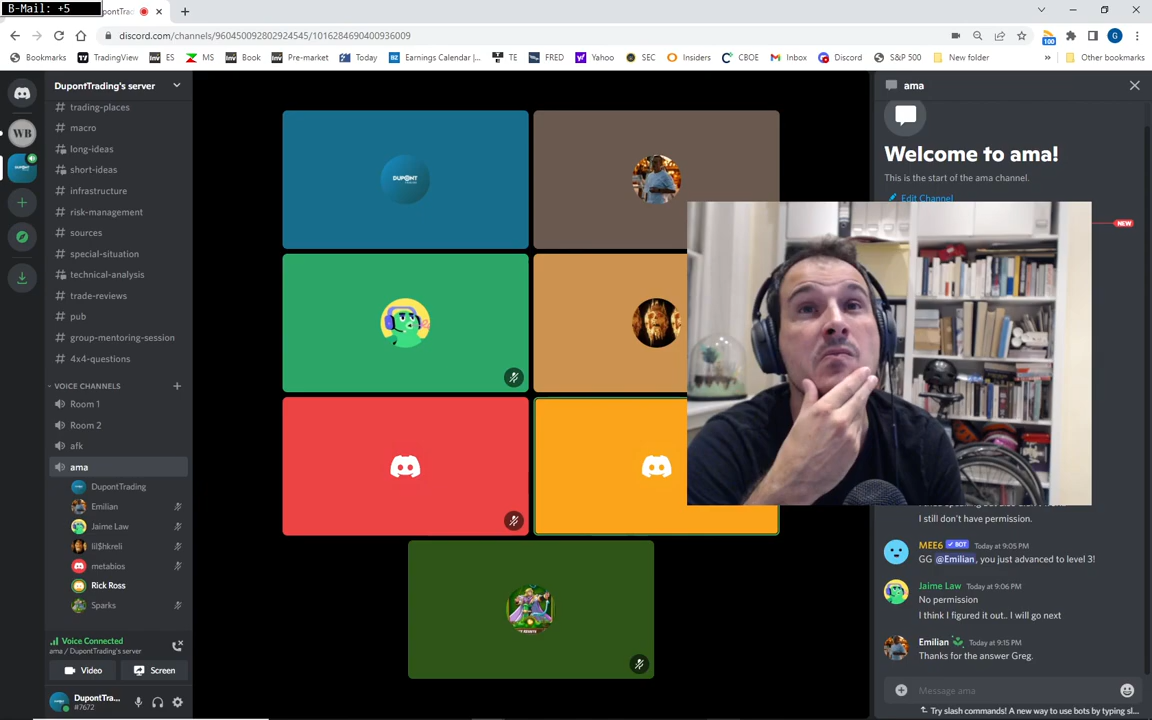 B-Mail: +5
pontTra
discord.com/channels/960450092802924545/1016284690400936009
100
G
Bookmarks
TradingView
ES
MS
Book
Pre-market
Today
Earnings Calendar |...
TE
FRED
Yahoo
SEC
Insiders
CBOE
Inbox
Discord
S&P 500
New folder
»
Other bookmarks
DupontTrading's server
WB
# trading-places
# macro
long-ideas
short-ideas
# infrastructure
# risk-management
# sources
# special-situation
technical-analysis
# trade-reviews
# pub
# group-mentoring-session
# 4x4-questions
VOICE CHANNELS
Room 1
Room 2
afk
ama
DupontTrading
Emilian
Jaime Law
lil$hkreli
metabios
Rick Ross
Sparks
Voice Connected
ama / DupontTrading's server
Video
Screen
DupontTra...
#7672
DUPONT
ama
Welcome to ama!
This is the start of the ama channel.
Edit Channel
NEW
I still don't have permission.
MEE6 BOT Today at 9:05 PM
GG @Emilian, you just advanced to level 3!
Jaime Law Today at 9:06 PM
No permission
I think I figured it out.. I will go next
Emilian Today at 9:15 PM
Thanks for the answer Greg.
Message ama
Try slash commands! A new way to use bots by typing sl...